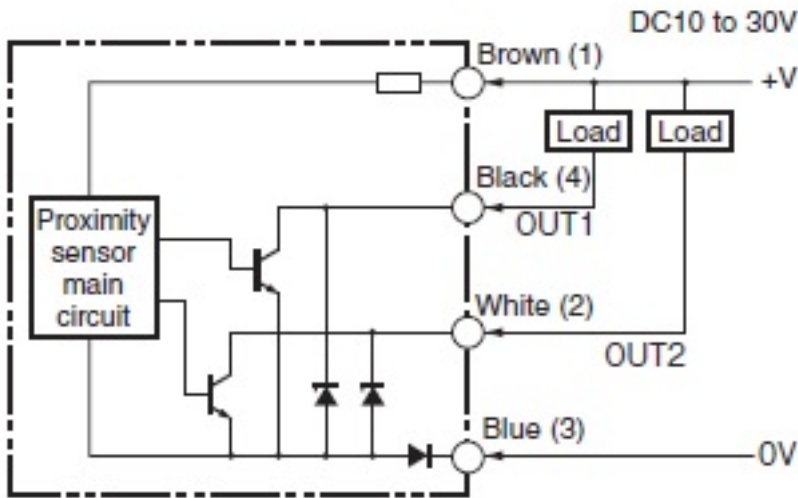 DC10 to 30V
Brown (1)
+V
Load
Load
Black (4)
OUT1
Proximity
sensor
main
circuit
White (2)
OUT2
Blue (3)
0V